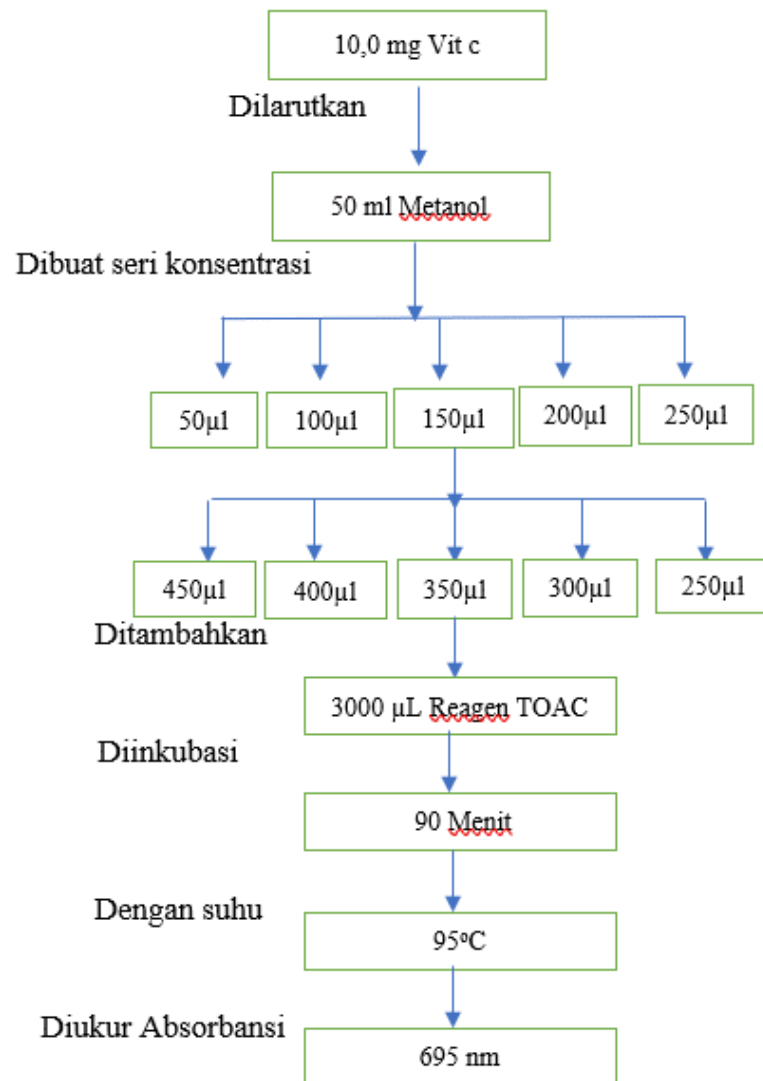 10,0 mg Vit c
Dilarutkan
50 ml Metanol
Dibuat seri konsentrasi
50µl 100µl 150µl 200µl 250µl
450µl 400µl 350µl 300µl 250µl
Ditambahkan
3000 µL Reagen TOAC
Diinkubasi
90 Menit
Dengan suhu
95ºC
Diukur Absorbansi
695 nm